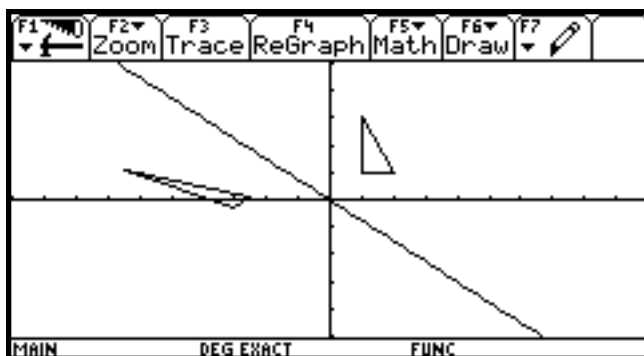 F1 F2 F3 F4 F5 F6 F7
Zoom Trace ReGraph Math Draw
MAIN DEG EXACT FUNC